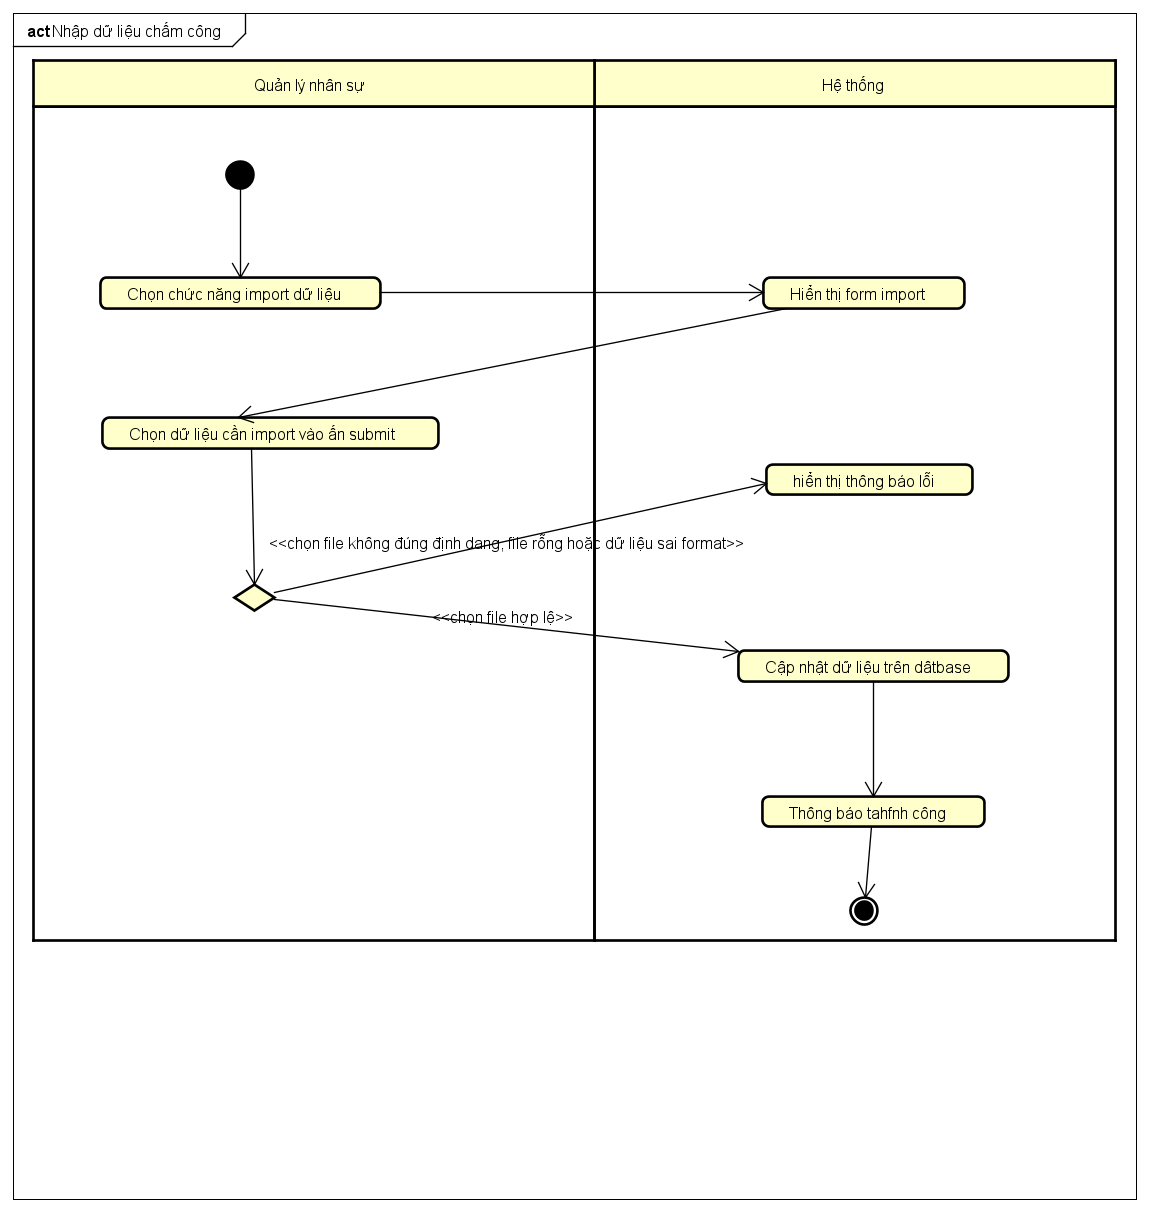 act Nhập dữ liệu chấm công
Quản lý nhân sự
Hệ thống
Chọn chức năng import dữ liệu
Hiển thị form import
Chọn dữ liệu cần import vào ấn submit
hiển thị thông báo lỗi
<<chọn file không đúng định dang, file rỗng hoặc dữ liệu sai format>>
<<chọn file hợp lệ>>
Cập nhật dữ liệu trên dâtbase
Thông báo tahfnh công